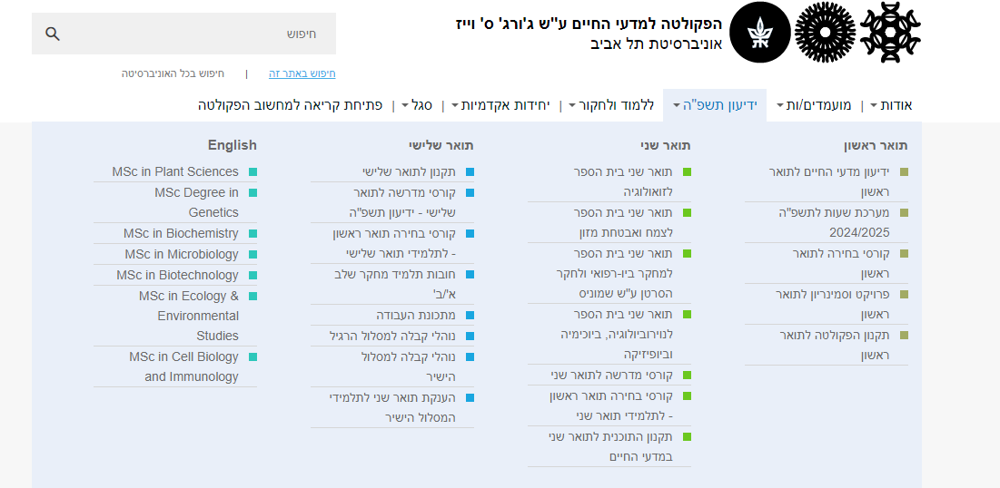 הפקולטה למדעי החיים ע"ש ג'ורג' ס' וייז
אוניברסיטת תל אביב
חיפוש
חיפוש באתר זה | חיפוש בכל האוניברסיטה
אודות | מועמדים/ות | ידיעון תשפ"ה | ללמוד ולחקור | יחידות אקדמיות | סגל | פתיחת קריאה למחשוב הפקולטה
תואר ראשון
ידיעון מדעי החיים לתואר
ראשון
מערכת שעות לתשפ"ה
2024/2025
קורסי בחירה לתואר
ראשון
פרויקט וסמינריון לתואר
ראשון
תקנון הפקולטה לתואר
ראשון
תואר שני
תואר שני בית הספר
לזואולוגיה
תואר שני בית הספר
לצמח ואבטחת מזון
תואר שני בית הספר
למחקר ביו-רפואי ולחקר
הסרטן ע"ש שמוניס
תואר שני בית הספר
לנוירוביולוגיה, ביוכימיה
וביופיזיקה
קורסי מדרשה לתואר שני
קורסי בחירה תואר ראשון
- לתלמידי תואר שני
תקנון התוכנית לתואר שני
במדעי החיים
תואר שלישי
תקנון לתואר שלישי
קורסי מדרשה לתואר
שלישי - ידיעון תשפ"ה
קורסי בחירה תואר ראשון
- לתלמידי תואר שלישי
חובות תלמיד מחקר שלב
א'/ב'
מתכונת העבודה
נוהלי קבלה למסלול הרגיל
נוהלי קבלה למסלול
הישיר
הענקת תואר שני לתלמידי
המסלול הישיר
English
MSc in Plant Sciences
MSc Degree in
Genetics
MSc in Biochemistry
MSc in Microbiology
MSc in Biotechnology
MSc in Ecology &
Environmental
Studies
MSc in Cell Biology
and Immunology